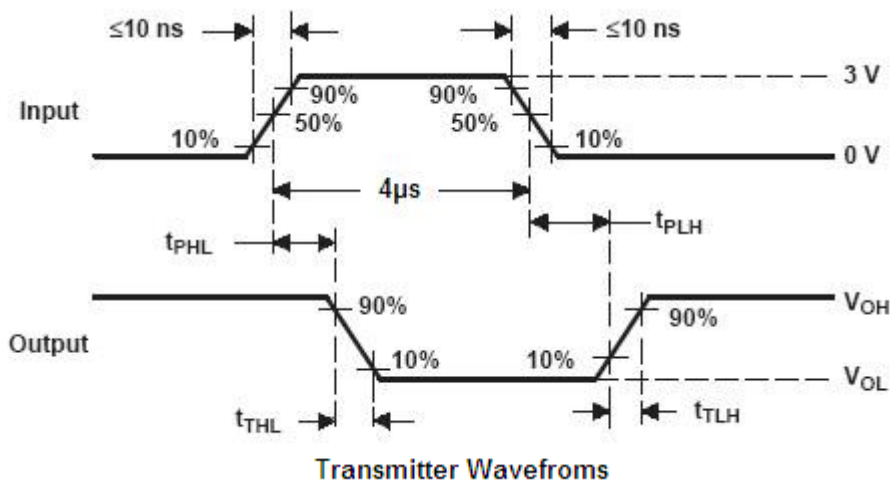 ≤10 ns ≤10 ns
3 V
90% 90%
Input 50% 50%
10% 10%
0 V
4µs
tPHL tPLH
90% VOH
90%
Output
10% 10%
VOL
tTHL tTLH
Transmitter Wavefroms